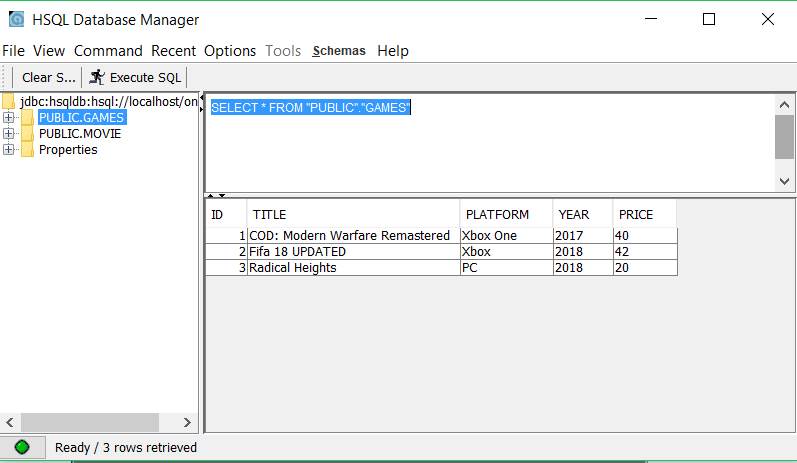 HSQL Database Manager
File View Command Recent Options Tools Schemas Help
Clear S... Execute SQL
jdbc:hsqldb:hsql://localhost/on
PUBLIC.GAMES
PUBLIC.MOVIE
Properties
SELECT * FROM "PUBLIC"."GAMES"
ID TITLE PLATFORM YEAR PRICE
1 COD: Modern Warfare Remastered Xbox One 2017 40
2 Fifa 18 UPDATED Xbox 2018 42
3 Radical Heights PC 2018 20
Ready / 3 rows retrieved